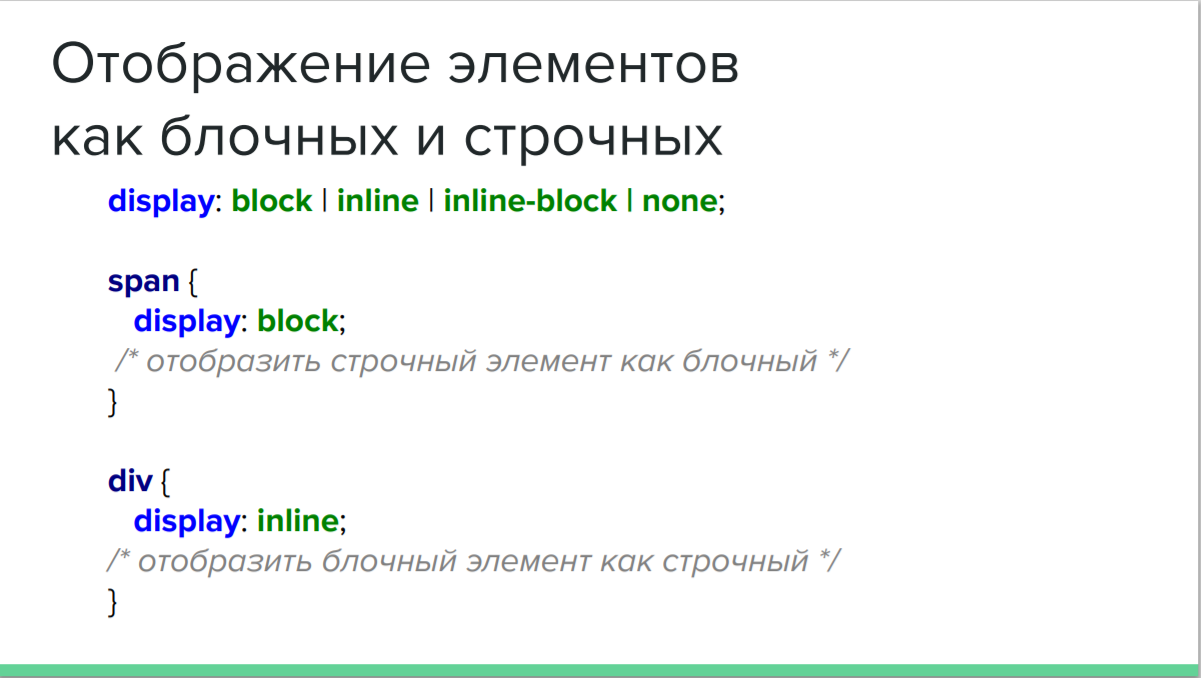 Отображение элементов
как блочных и строчных
display: block | inline | inline-block | none;
span {
display: block;
/* отобразить строчный элемент как блочный */
}
div {
display: inline;
/* отобразить блочный элемент как строчный */
}